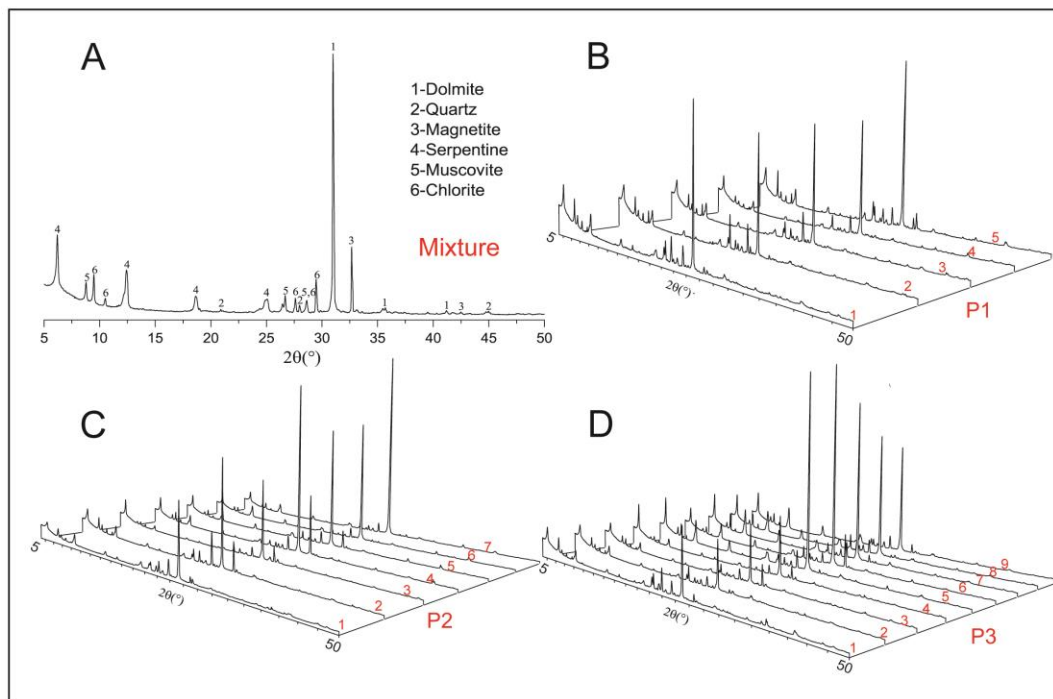 A
1-Dolmite
2-Quartz
3-Magnetite
4-Serpentine
5-Muscovite
6-Chlorite
Mixture
4 5 6 6 4 4 2 4 5 6 2 5 6 6 1 3 1 1 3 2
5 10 15 20 25 30 35 40 45 50
2θ(°)
B
5
2θ(°)
50
1 2 3 4 5
P1
C
5
2θ(°)
50
1 2 3 4 5 6 7
P2
D
5
2θ(°)
50
1 2 3 4 5 6 7 8 9
P3